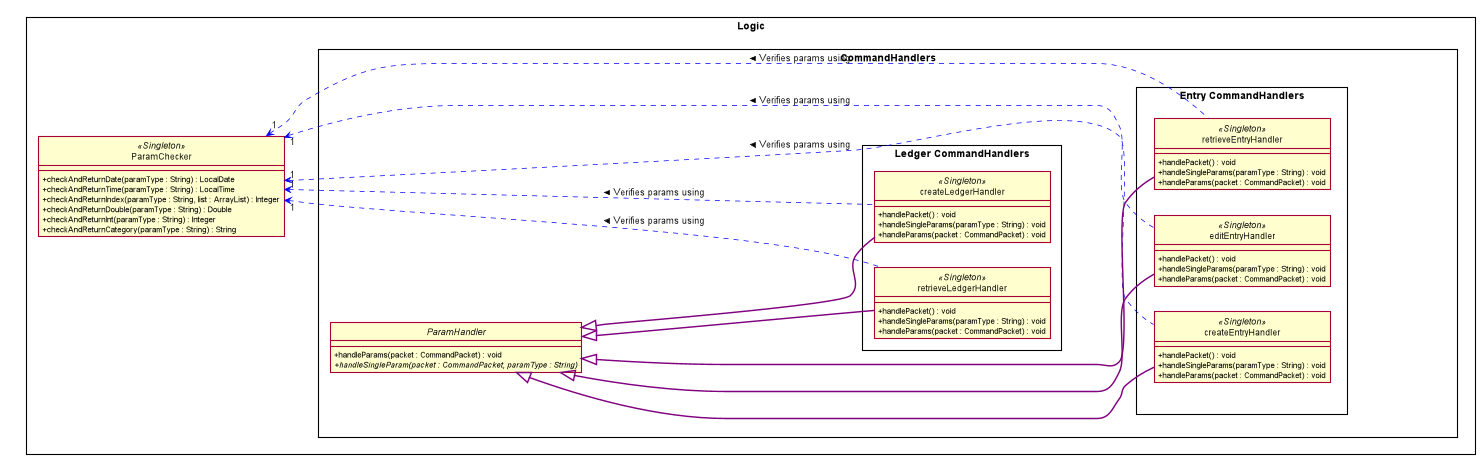 Logic
CommandHandlers
◄ Verifies params using
◄ Verifies params using
◄ Verifies params using
◄ Verifies params using
◄ Verifies params using
1
1
1
1
1
«Singleton»
ParamChecker
+checkAndReturnDate(paramType : String) : LocalDate
+checkAndReturnTime(paramType : String) : LocalTime
+checkAndReturnIndex(paramType : String, list : ArrayList) : Integer
+checkAndReturnDouble(paramType : String) : Double
+checkAndReturnInt(paramType : String) : Integer
+checkAndReturnCategory(paramType : String) : String
ParamHandler
+handleParams(packet : CommandPacket) : void
+handleSingleParam(packet : CommandPacket, paramType : String)
Ledger CommandHandlers
«Singleton»
createLedgerHandler
+handlePacket() : void
+handleSingleParams(paramType : String) : void
+handleParams(packet : CommandPacket) : void
«Singleton»
retrieveLedgerHandler
+handlePacket() : void
+handleSingleParams(paramType : String) : void
+handleParams(packet : CommandPacket) : void
Entry CommandHandlers
«Singleton»
retrieveEntryHandler
+handlePacket() : void
+handleSingleParams(paramType : String) : void
+handleParams(packet : CommandPacket) : void
«Singleton»
editEntryHandler
+handlePacket() : void
+handleSingleParams(paramType : String) : void
+handleParams(packet : CommandPacket) : void
«Singleton»
createEntryHandler
+handlePacket() : void
+handleSingleParams(paramType : String) : void
+handleParams(packet : CommandPacket) : void